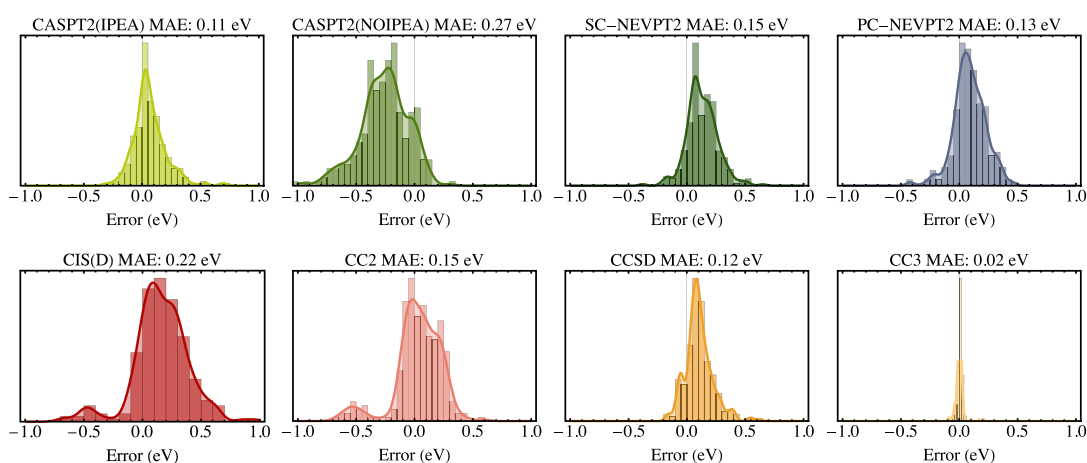 CASPT2(IPEA) MAE: 0.11 eV
CASPT2(NOIPEA) MAE: 0.27 eV
SC−NEVPT2 MAE: 0.15 eV
PC−NEVPT2 MAE: 0.13 eV
−1.0 −0.5 0.0 0.5 1.0
−1.0 −0.5 0.0 0.5 1.0
−1.0 −0.5 0.0 0.5 1.0
−1.0 −0.5 0.0 0.5 1.0
Error (eV)
Error (eV)
Error (eV)
Error (eV)
CIS(D) MAE: 0.22 eV
CC2 MAE: 0.15 eV
CCSD MAE: 0.12 eV
CC3 MAE: 0.02 eV
−1.0 −0.5 0.0 0.5 1.0
−1.0 −0.5 0.0 0.5 1.0
−1.0 −0.5 0.0 0.5 1.0
−1.0 −0.5 0.0 0.5 1.0
Error (eV)
Error (eV)
Error (eV)
Error (eV)